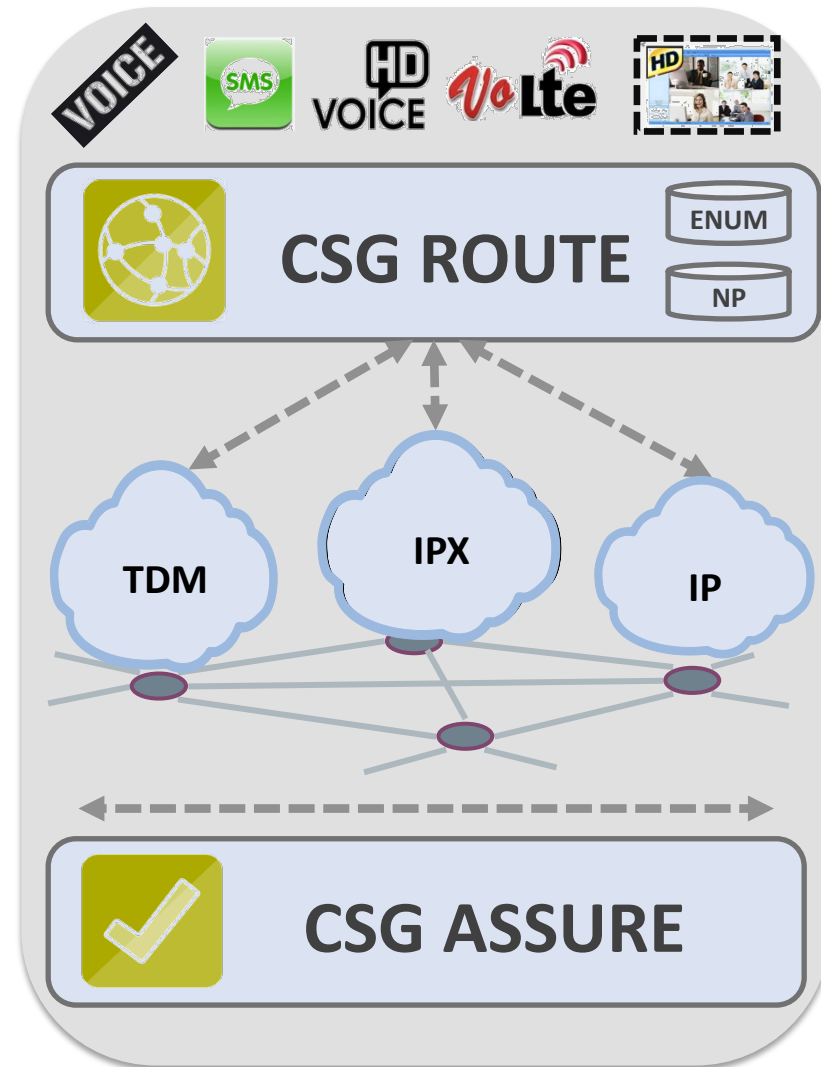 VOICE
SMS
HD
VOICE
VoLte
HD
CSG ROUTE
ENUM
NP
TDM
IPX
IP
CSG ASSURE